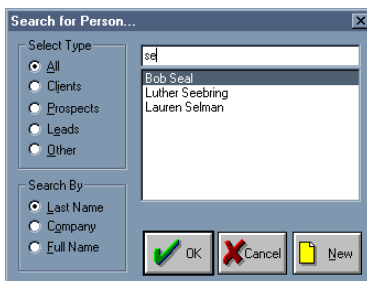 Search for Person...
Select Type
All
Clients
Prospects
Leads
Other
Search By
Last Name
Company
Full Name
se
Bob Seal
Luther Seebring
Lauren Selman
OK
Cancel
New